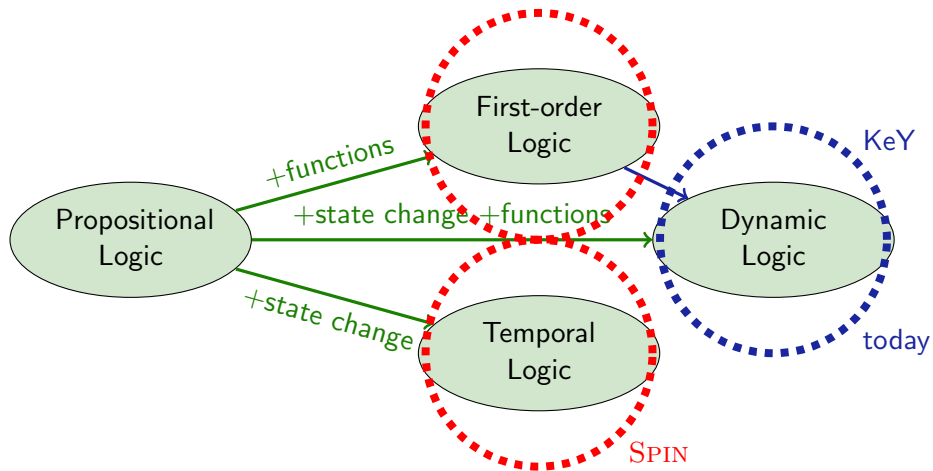 First-order
Logic
KeY
+functions
+state change +functions
Propositional
Logic
Dynamic
Logic
+state change
Temporal
Logic
today
SPIN